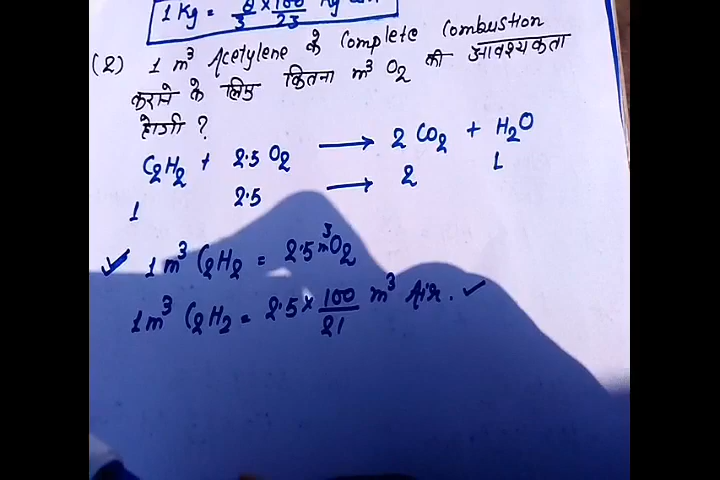 1 Kg = 8/3 × 100/23 Kg
(2) 1 m³ Acetylene के Complete Combustion
कराने के लिए कितना m³ O₂ की आवश्यकता
होगी ?
C₂H₂ + 2.5 O₂ ⟶ 2 CO₂ + H₂O
1 2.5 ⟶ 2 1
✓ 1 m³ C₂H₂ = 2.5 m³ O₂
1 m³ C₂H₂ = 2.5 × 100/21 m³ Air. ✓